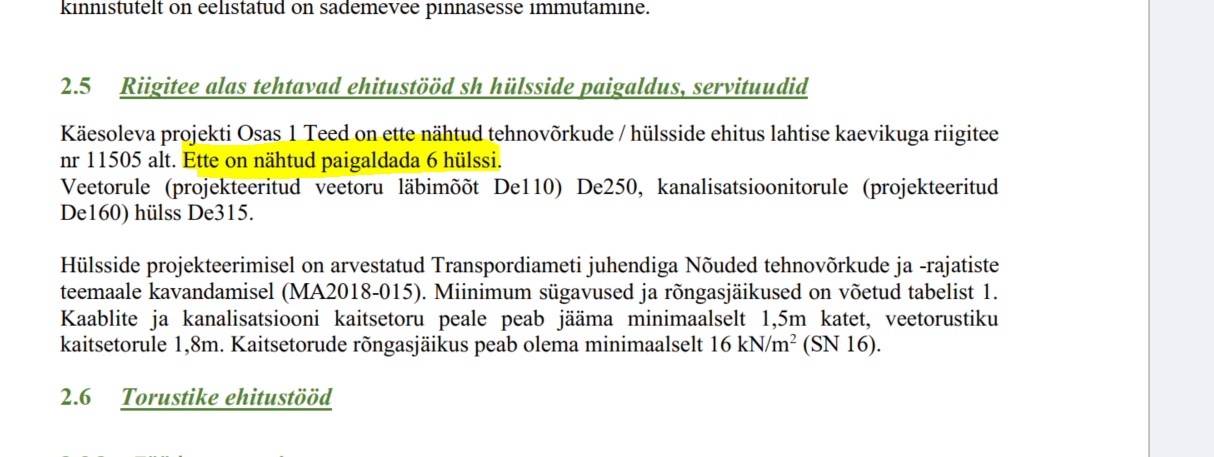 kinnistutelt on eelistatud on sademevee pinnasesse immutamine.
2.5 Riigitee alas tehtavad ehitustööd sh hülsside paigaldus, servituudid
Käesoleva projekti Osas 1 Teed on ette nähtud tehnovõrkude / hülsside ehitus lahtise kaevikuga riigitee
nr 11505 alt. Ette on nähtud paigaldada 6 hülssi.
Veetorule (projekteeritud veetoru läbimõõt De110) De250, kanalisatsioonitorule (projekteeritud
De160) hülss De315.
Hülsside projekteerimisel on arvestatud Transpordiameti juhendiga Nõuded tehnovõrkude ja -rajatiste
teemaale kavandamisel (MA2018-015). Miinimum sügavused ja rõngasjäikused on võetud tabelist 1.
Kaablite ja kanalisatsiooni kaitsetoru peale peab jääma minimaalselt 1,5m katet, veetorustiku
kaitsetorule 1,8m. Kaitsetorude rõngasjäikus peab olema minimaalselt 16 kN/m² (SN 16).
2.6 Torustike ehitustööd